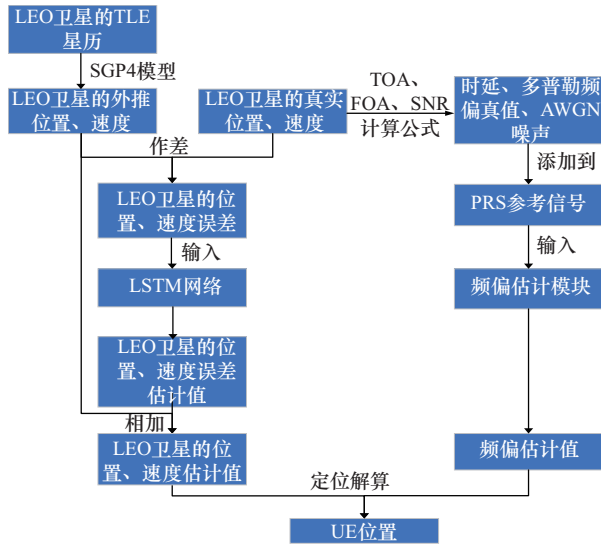 LEO卫星的TLE
星历
SGP4模型
LEO卫星的外推
位置、速度
LEO卫星的真实
位置、速度
TOA、
FOA、SNR
计算公式
时延、多普勒频
偏真值、AWGN
噪声
作差
添加到
LEO卫星的位
置、速度误差
PRS参考信号
输入
输入
LSTM网络
频偏估计模块
LEO卫星的位
置、速度误差
估计值
相加
LEO卫星的位
置、速度估计值
频偏估计值
定位解算
UE位置